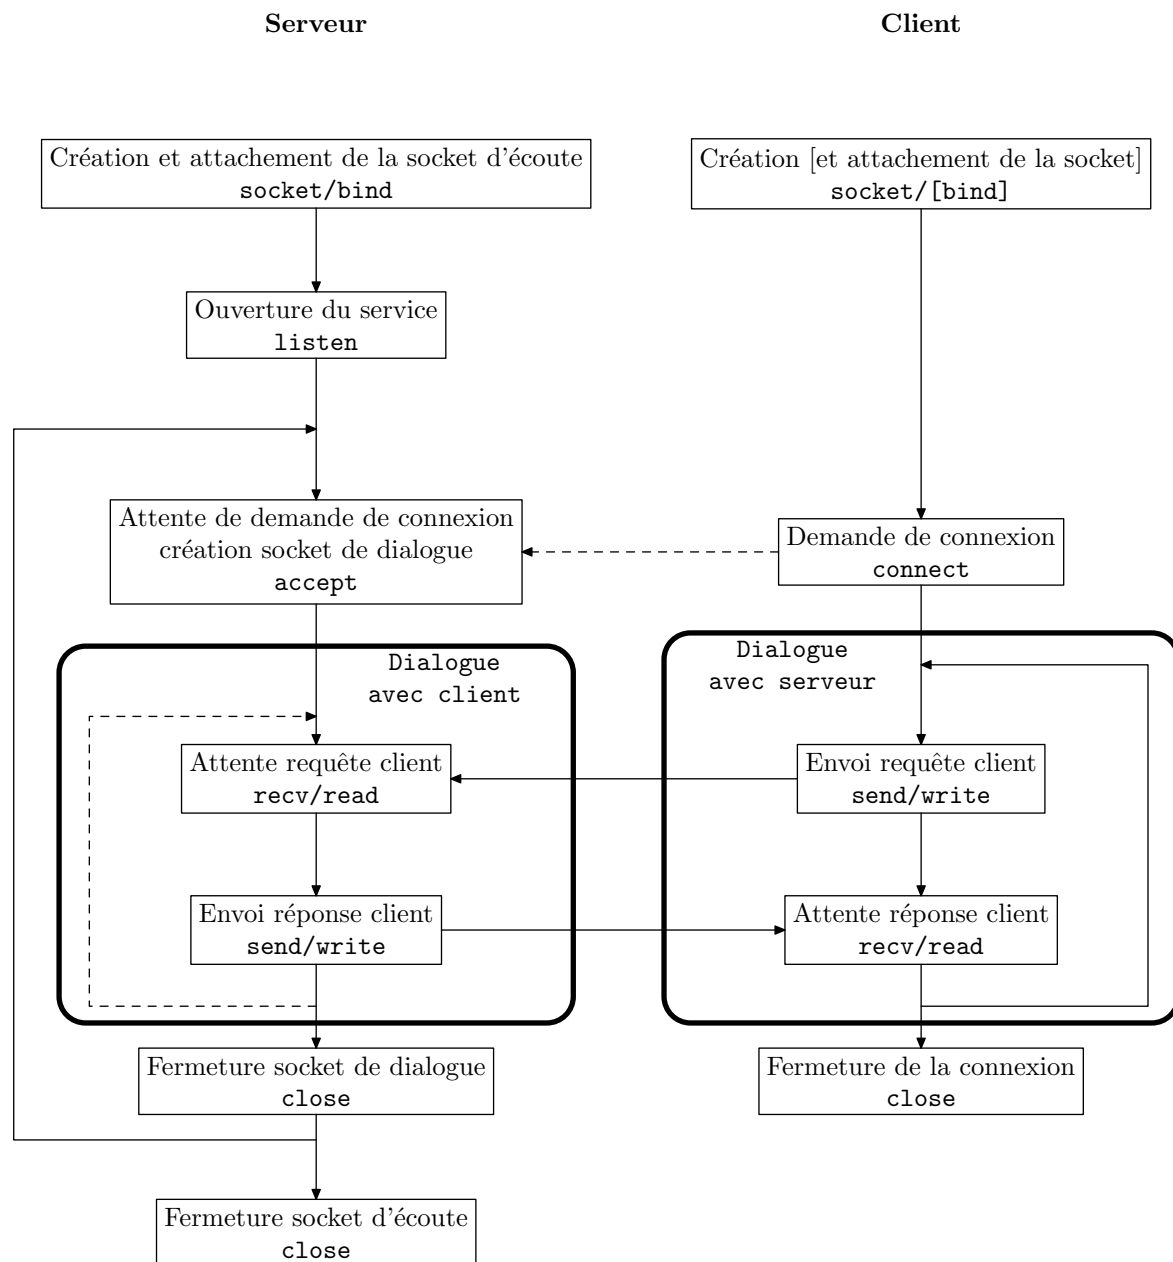 Serveur
Client
Création et attachement de la socket d'écoute
socket/bind
Création [et attachement de la socket]
socket/[bind]
Ouverture du service
listen
Attente de demande de connexion
création socket de dialogue
accept
Demande de connexion
connect
Dialogue
avec client
Dialogue
avec serveur
Attente requête client
recv/read
Envoi requête client
send/write
Envoi réponse client
send/write
Attente réponse client
recv/read
Fermeture socket de dialogue
close
Fermeture de la connexion
close
Fermeture socket d'écoute
close